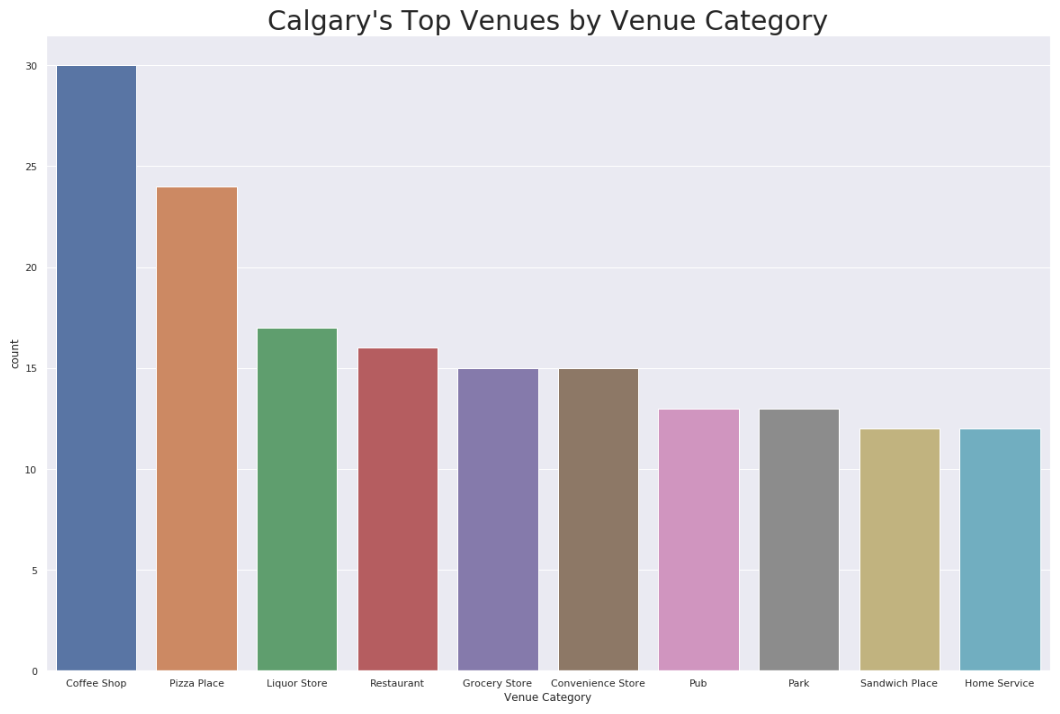 Calgary's Top Venues by Venue Category
30
25
20
15
10
5
0
count
Coffee Shop
Pizza Place
Liquor Store
Restaurant
Grocery Store
Convenience Store
Pub
Park
Sandwich Place
Home Service
Venue Category